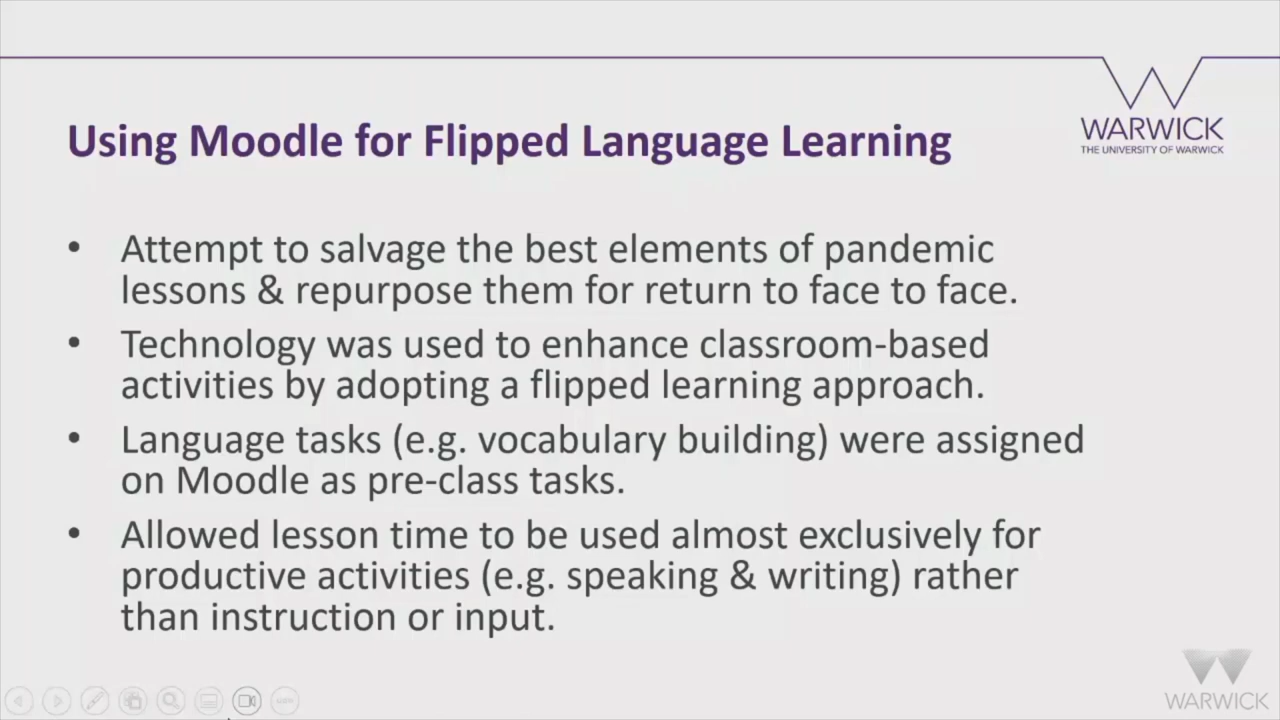 WARWICK
THE UNIVERSITY OF WARWICK
Using Moodle for Flipped Language Learning
• Attempt to salvage the best elements of pandemic
lessons & repurpose them for return to face to face.
• Technology was used to enhance classroom-based
activities by adopting a flipped learning approach.
• Language tasks (e.g. vocabulary building) were assigned
on Moodle as pre-class tasks.
• Allowed lesson time to be used almost exclusively for
productive activities (e.g. speaking & writing) rather
than instruction or input.
WARWICK